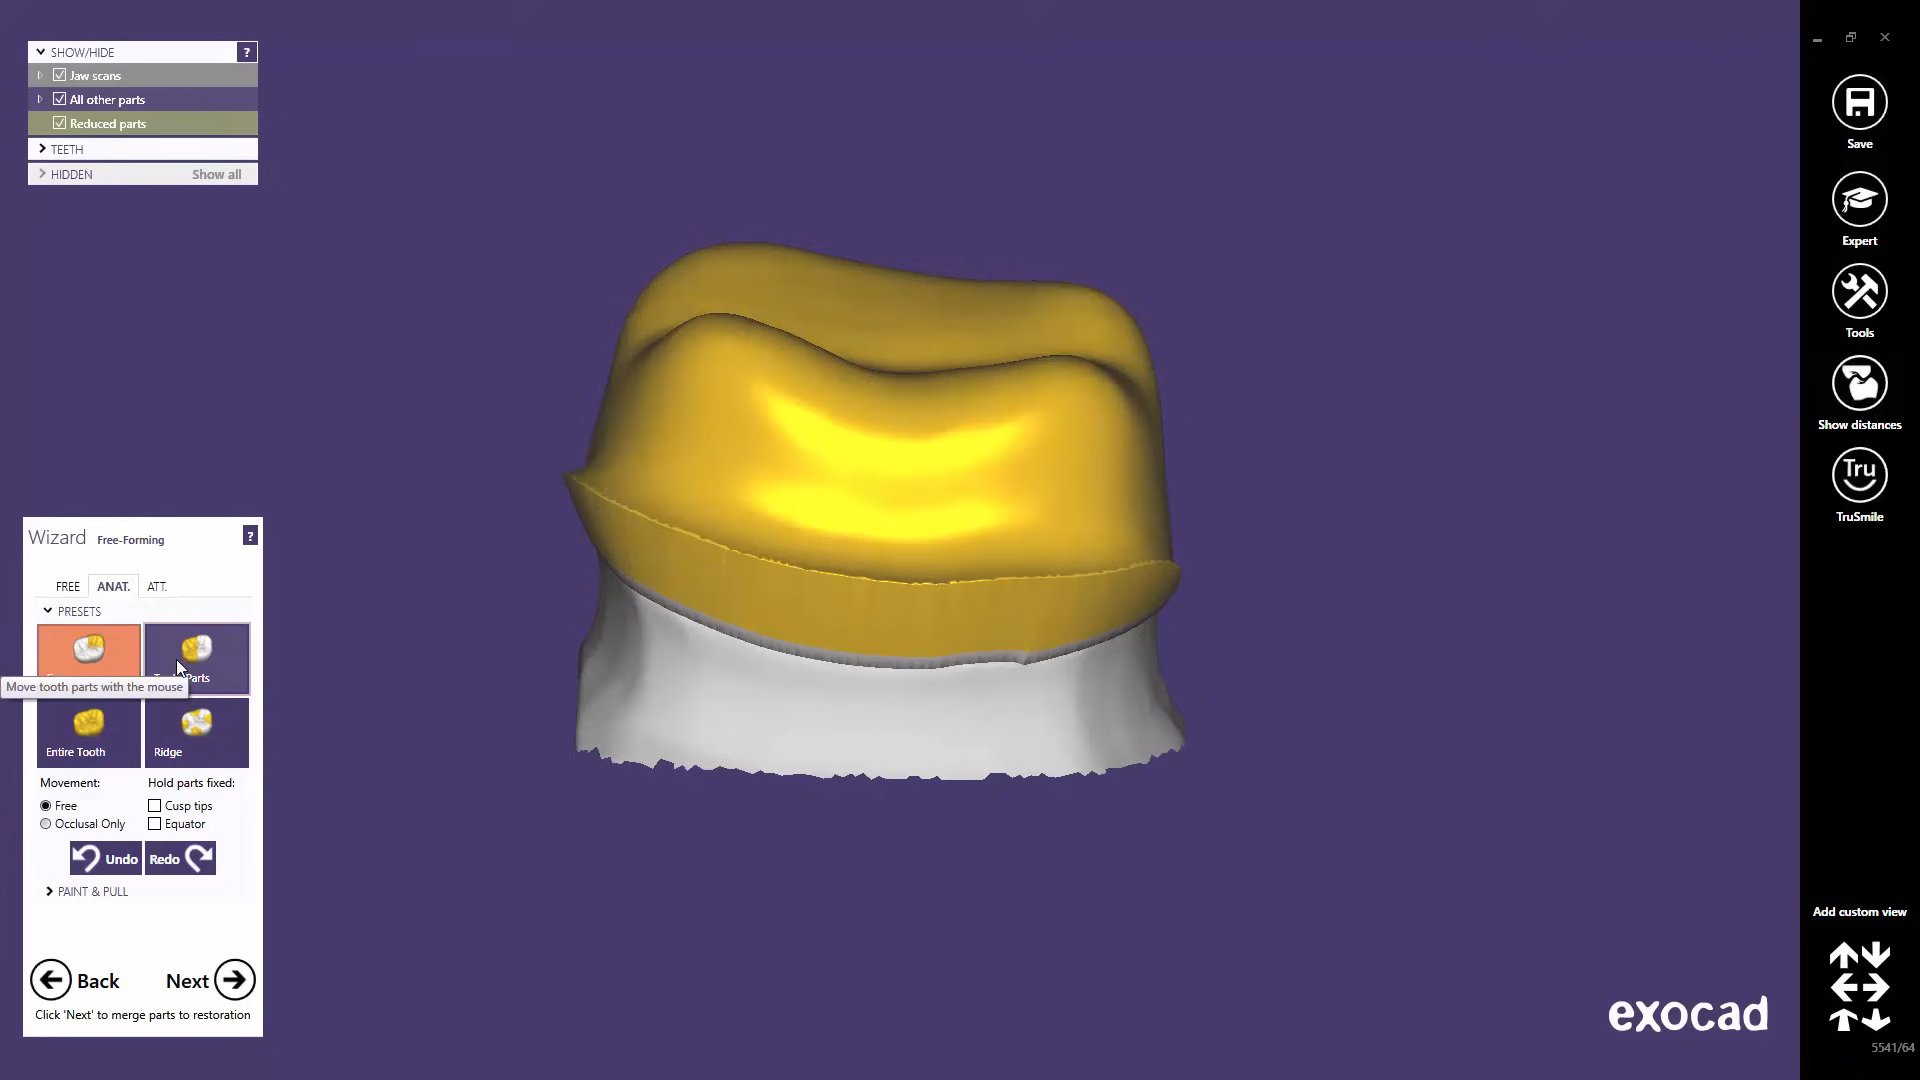 SHOW/HIDE ?
Jaw scans
All other parts
Reduced parts
TEETH
HIDDEN Show all
Wizard Free-Forming ?
FREE ANAT. ATT.
PRESETS
Parts
Move tooth parts with the mouse
Entire Tooth Ridge
Movement: Hold parts fixed:
Free Cusp tips
Occlusal Only Equator
Undo Redo
PAINT & PULL
Back Next
Click 'Next' to merge parts to restoration
Save
Expert
Tools
Show distances
Tru
TruSmile
Add custom view
exocad
5541/64